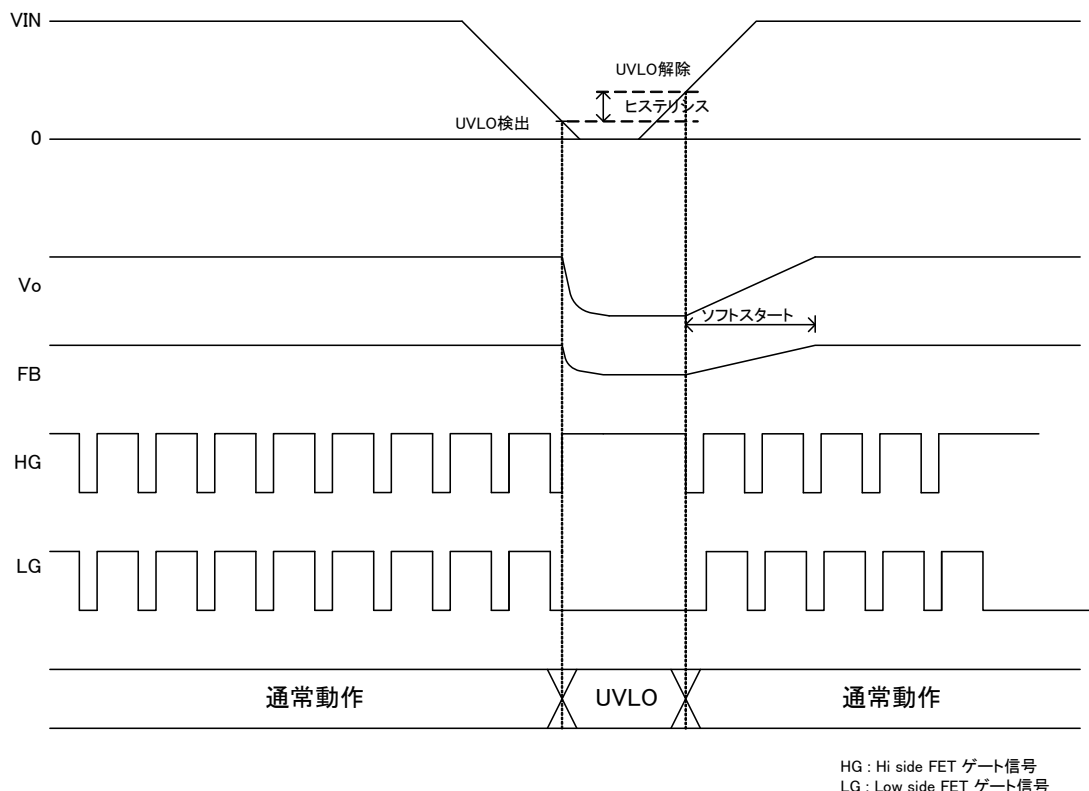 VIN
UVLO解除
ヒステリシス
UVLO検出
0
Vo
ソフトスタート
FB
HG
LG
通常動作
UVLO
通常動作
HG : Hi side FET ゲート信号
LG : Low side FET ゲート信号